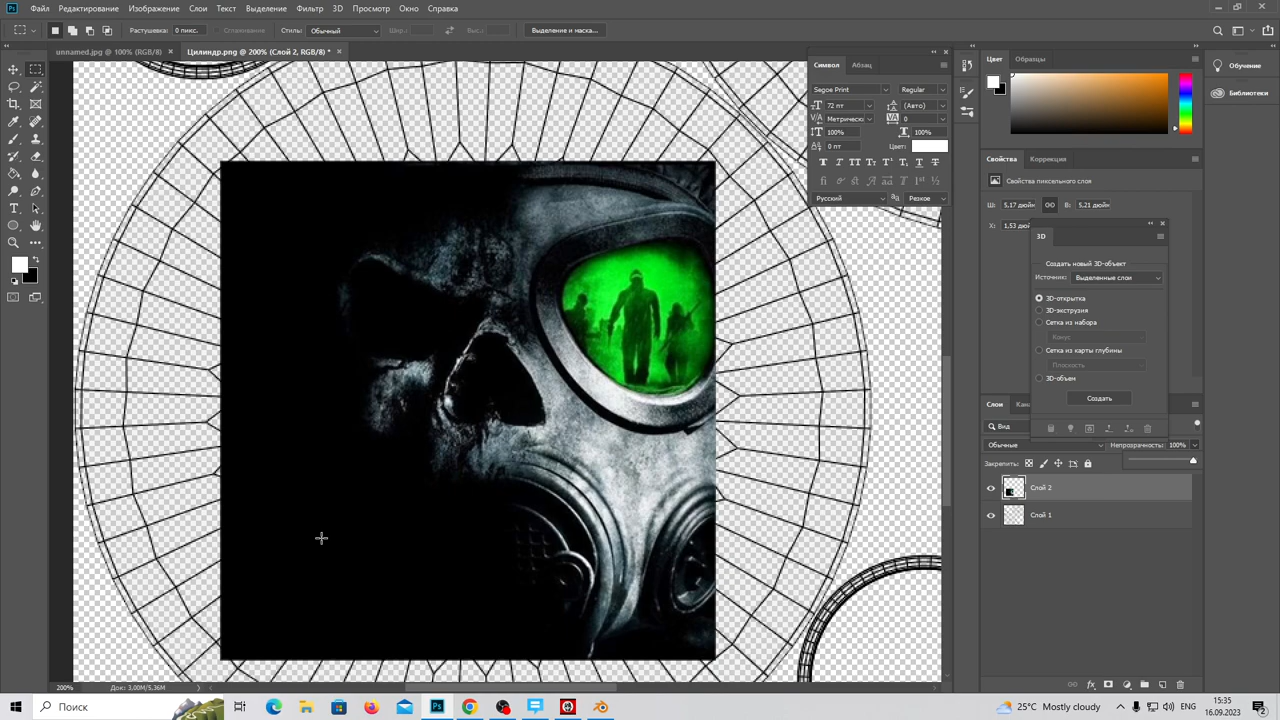 Файл Редактирование Изображение Слои Текст Выделение Фильтр 3D Просмотр Окно Справка
Растушевка: 0 пикс. Сглаживание Стиль: Обычный Шир.: Выс.: Выделение и маска...
unnamed.jpg @ 100% (RGB/8) × Цилиндр.png @ 200% (Слой 2, RGB/8) * ×
Символ Абзац
Segoe Print Regular
72 пт (Авто)
Метрически 0
100% 100%
0 пт Цвет:
Русский аа Резкое
Цвет Образцы
Обучение
Библиотеки
Свойства Коррекция
Свойства пиксельного слоя
Ш: 5,17 дюйм В: 5,21 дюйм
X: 1,53 дюйм
3D
Создать новый 3D-объект
Источник: Выделенные слои
3D-открытка
3D-экструзия
Сетка из набора
Конус
Сетка из карты глубины
Плоскость
3D-объем
Создать
Слои
Вид
Обычные Непрозрачность: 100%
Закрепить:
Слой 2
Слой 1
200% Док: 3,00M/5,36M
Поиск
25°C Mostly cloudy ENG 15:35
16.09.2023